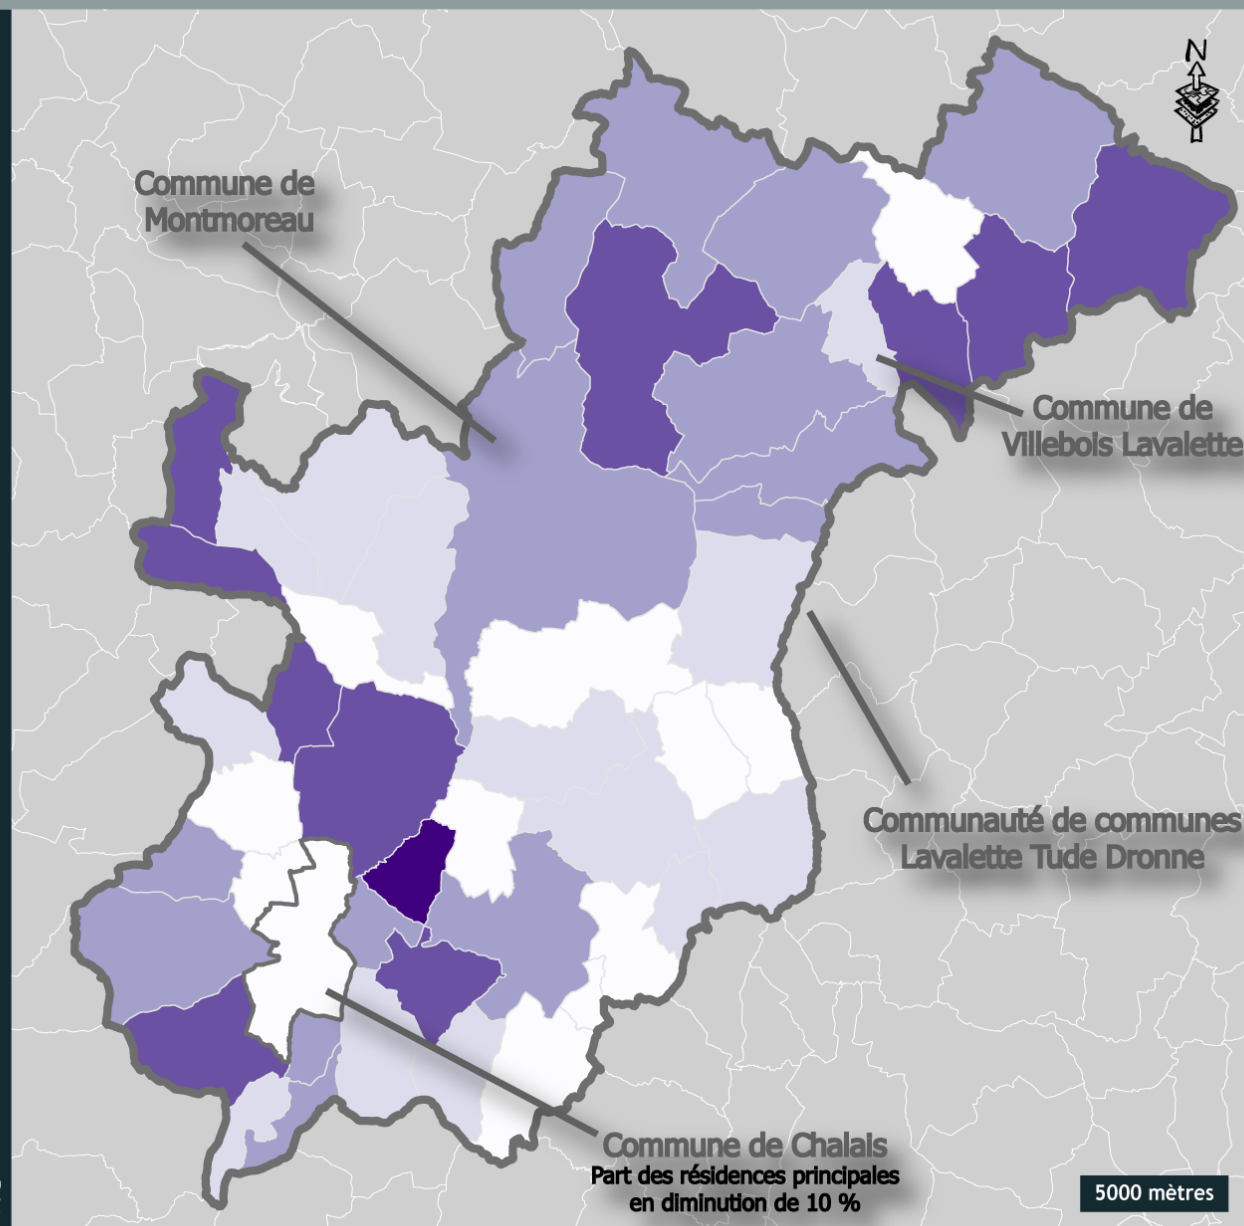 N
Commune de
Montmoreau
Commune de
Villebois Lavalette
Communauté de communes
Lavalette Tude Dronne
Commune de Chalais
Part des résidences principales
en diminution de 10 %
5000 mètres